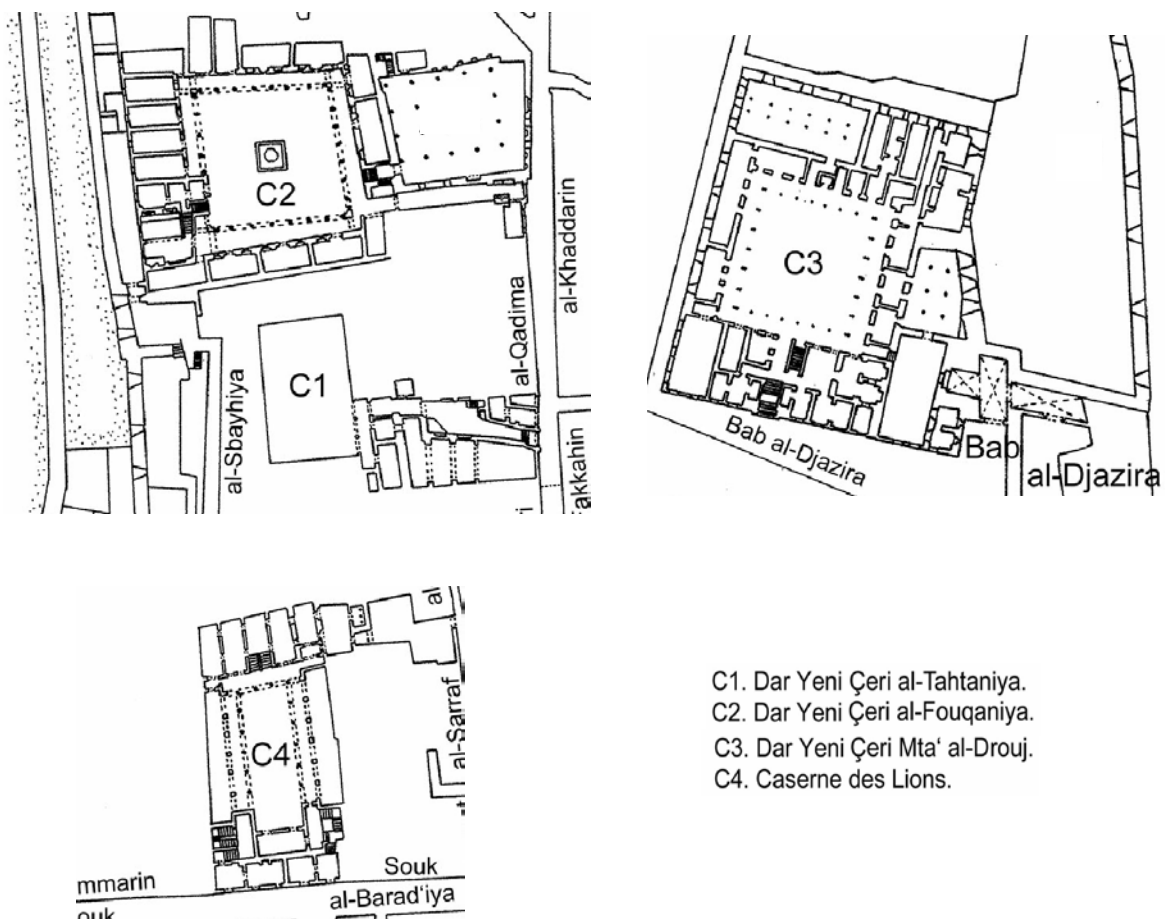 C2
al-Qadima
al-Khaddarin
C1
al-Sbayhiya
akkahin
C3
Bab al-Djazira
Bab
al-Djazira
C4
al
al-Sarraf
mmarin
Souk
al-Barad‘iya
ouk
C1. Dar Yeni Çeri al-Tahtaniya.
C2. Dar Yeni Çeri al-Fouqaniya.
C3. Dar Yeni Çeri Mta‘ al-Drouj.
C4. Caserne des Lions.